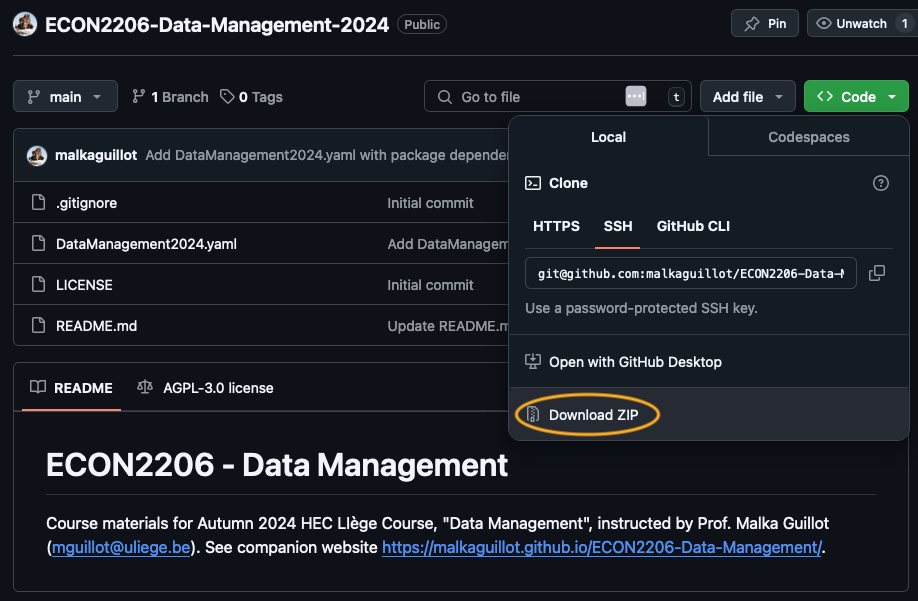 ECON2206-Data-Management-2024 Public Pin Unwatch 1
main 1 Branch 0 Tags Go to file t Add file Code
Local Codespaces
malkaguillot Add DataManagement2024.yaml with package depende
Clone
.gitignore Initial commit
HTTPS SSH GitHub CLI
DataManagement2024.yaml Add DataManagem
git@github.com:malkaguillot/ECON2206-Data-M
LICENSE Initial commit
Use a password-protected SSH key.
README.md Update README.m
Open with GitHub Desktop
README AGPL-3.0 license
Download ZIP
ECON2206 - Data Management
Course materials for Autumn 2024 HEC LIège Course, "Data Management", instructed by Prof. Malka Guillot
(mguillot@uliege.be). See companion website https://malkaguillot.github.io/ECON2206-Data-Management/.